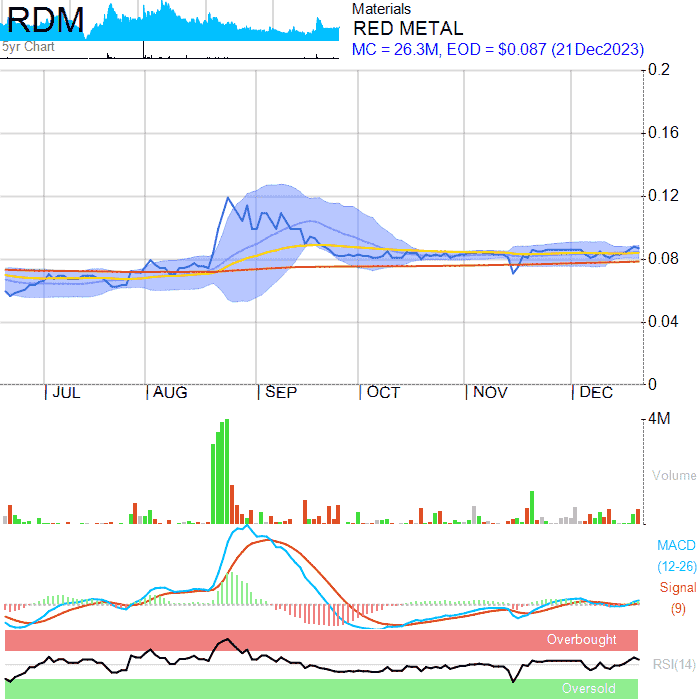 RDM
5yr Chart
Materials
RED METAL
MC = 26.3M, EOD = $0.087 (21Dec2023)
0.2
0.16
0.12
0.08
0.04
0
JUL AUG SEP OCT NOV DEC
4M
Volume
MACD
(12-26)
Signal
(9)
Overbought
RSI(14)
Oversold